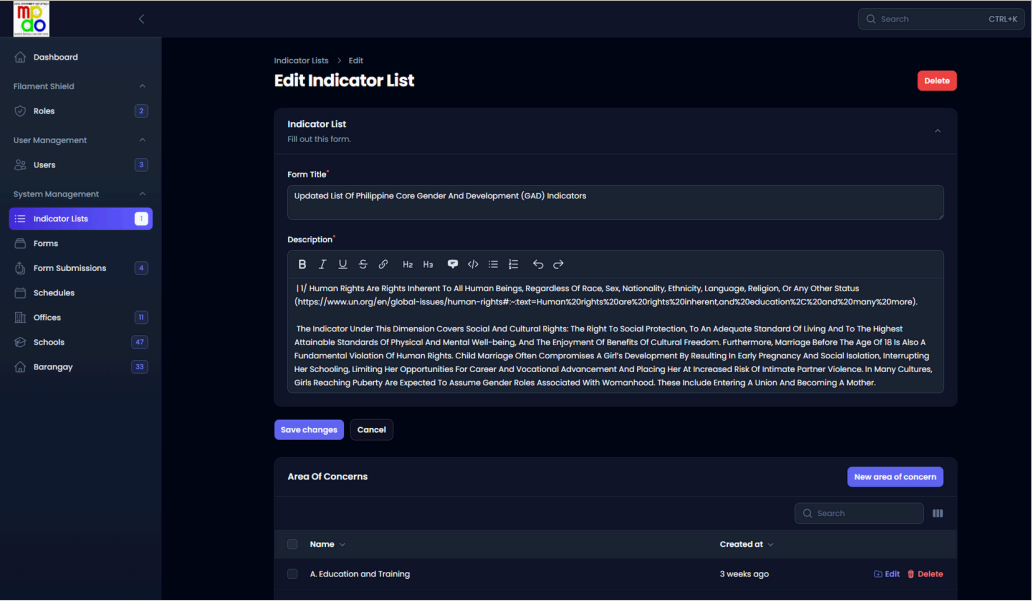 mpdo
Search CTRL+K
Dashboard
Filament Shield
Roles 2
User Management
Users 3
System Management
Indicator Lists 1
Forms
Form Submissions 4
Schedules
Offices 11
Schools 47
Barangay 33
Indicator Lists > Edit
Edit Indicator List
Delete
Indicator List
Fill out this form.
Form Title*
Updated List Of Philippine Core Gender And Development (GAD) Indicators
Description*
B I U S H2 H3
| 1/ Human Rights Are Rights Inherent To All Human Beings, Regardless Of Race, Sex, Nationality, Ethnicity, Language, Religion, Or Any Other Status
(https://www.un.org/en/global-issues/human-rights#:~:text=Human%20rights%20are%20rights%20inherent,and%20education%2C%20and%20many%20more).
The Indicator Under This Dimension Covers Social And Cultural Rights: The Right To Social Protection, To An Adequate Standard Of Living And To The Highest
Attainable Standards Of Physical And Mental Well-being, And The Enjoyment Of Benefits Of Cultural Freedom. Furthermore, Marriage Before The Age Of 18 Is Also A
Fundamental Violation Of Human Rights. Child Marriage Often Compromises A Girl's Development By Resulting In Early Pregnancy And Social Isolation, Interrupting
Her Schooling, Limiting Her Opportunities For Career And Vocational Advancement And Placing Her At Increased Risk Of Intimate Partner Violence. In Many Cultures,
Girls Reaching Puberty Are Expected To Assume Gender Roles Associated With Womanhood. These Include Entering A Union And Becoming A Mother.
Save changes Cancel
Area Of Concerns
New area of concern
Search
Name Created at
A. Education and Training 3 weeks ago Edit Delete